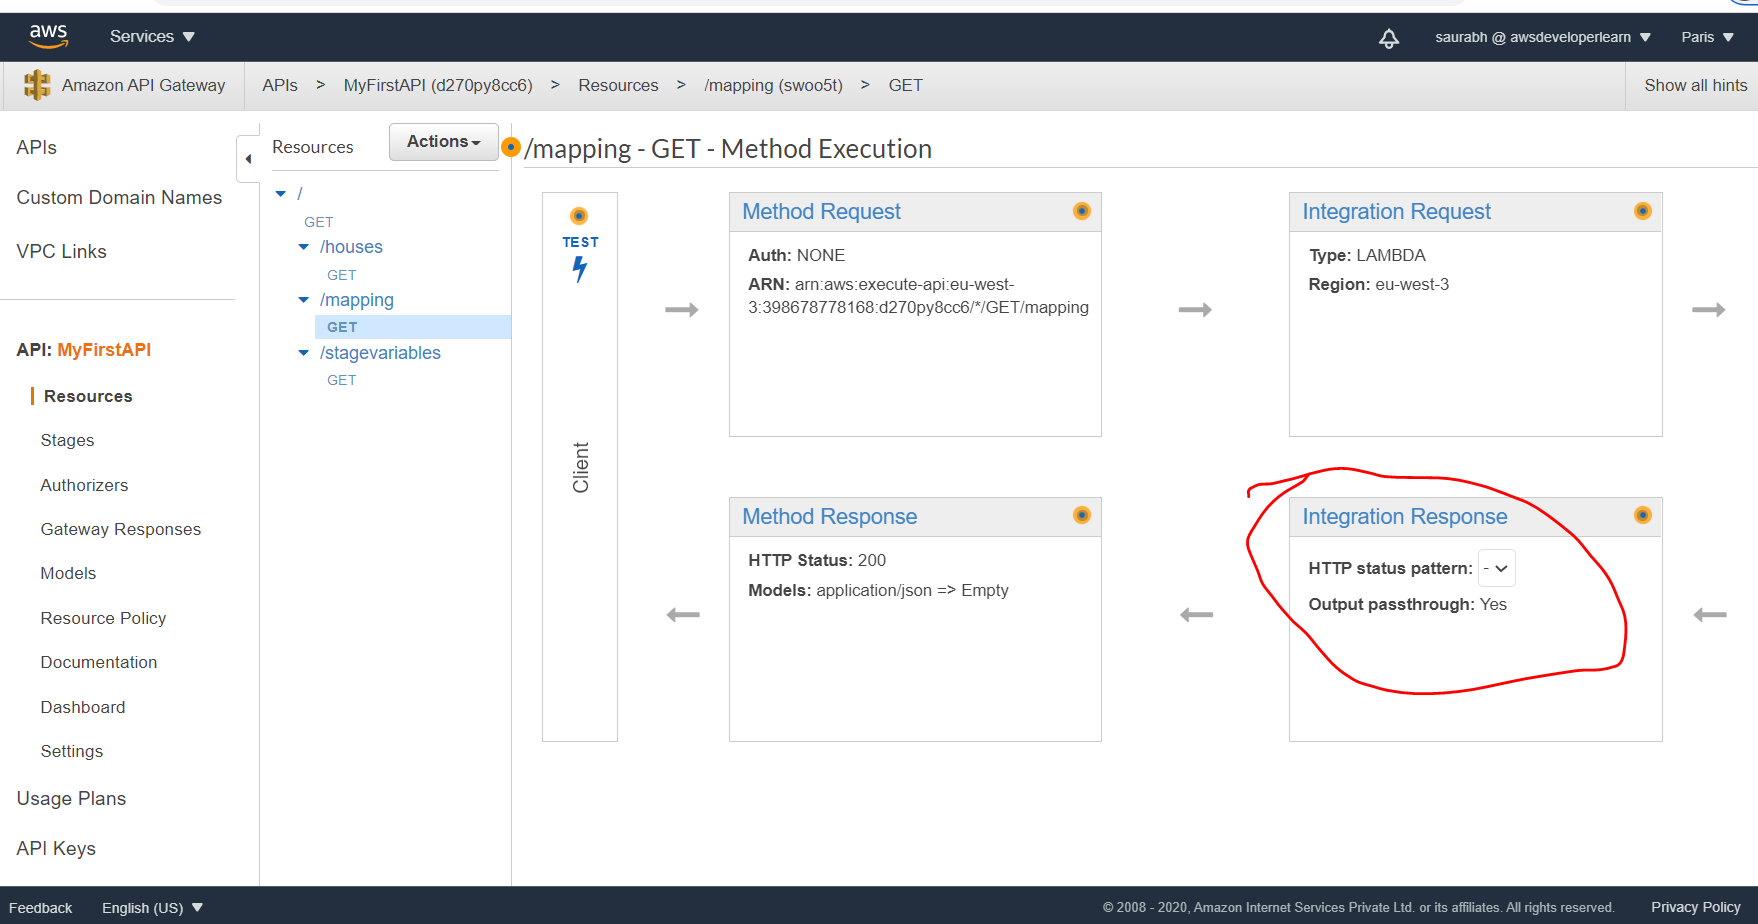 aws
Services
saurabh @ awsdeveloperlearn
Paris
Amazon API Gateway
APIs > MyFirstAPI (d270py8cc6) > Resources > /mapping (swoo5t) > GET
Show all hints
APIs
Custom Domain Names
VPC Links
API: MyFirstAPI
Resources
Stages
Authorizers
Gateway Responses
Models
Resource Policy
Documentation
Dashboard
Settings
Usage Plans
API Keys
Resources
Actions
/
GET
/houses
GET
/mapping
GET
/stagevariables
GET
/mapping - GET - Method Execution
TEST
Client
Method Request
Auth: NONE
ARN: arn:aws:execute-api:eu-west-
3:398678778168:d270py8cc6/*/GET/mapping
Integration Request
Type: LAMBDA
Region: eu-west-3
Method Response
HTTP Status: 200
Models: application/json => Empty
Integration Response
HTTP status pattern: -
Output passthrough: Yes
Feedback
English (US)
© 2008 - 2020, Amazon Internet Services Private Ltd. or its affiliates. All rights reserved.
Privacy Policy